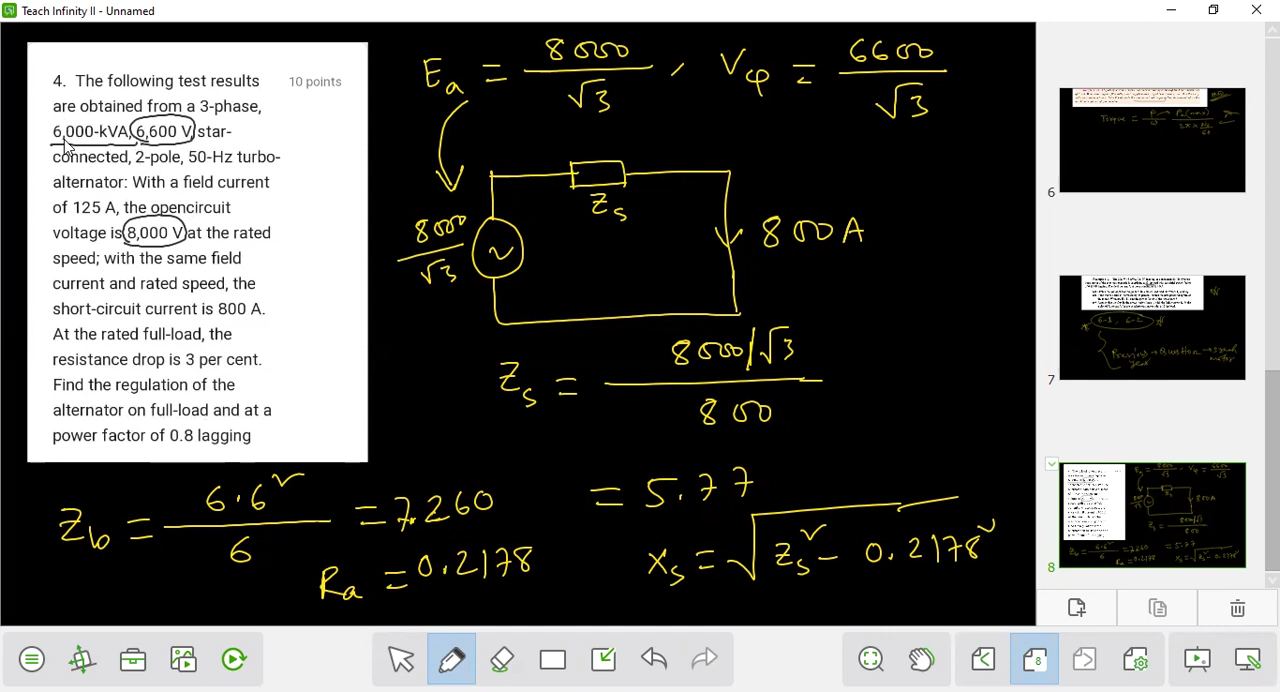 Teach Infinity II - Unnamed
4. The following test results
10 points
are obtained from a 3-phase,
6,000-kVA, 6,600 V star-
connected, 2-pole, 50-Hz turbo-
alternator: With a field current
of 125 A, the opencircuit
voltage is 8,000 V at the rated
speed; with the same field
current and rated speed, the
short-circuit current is 800 A.
At the rated full-load, the
resistance drop is 3 per cent.
Find the regulation of the
alternator on full-load and at a
power factor of 0.8 lagging
Ea = 8000/√3 , Vφ = 6600/√3
Zs
8000/√3
800A
Zs = 8000/√3 / 800
= 5.77
Zb = 6.6² / 6 = 7.260
Ra = 0.2178
Xs = √(Zs² - 0.2178²)
6
7
8
8